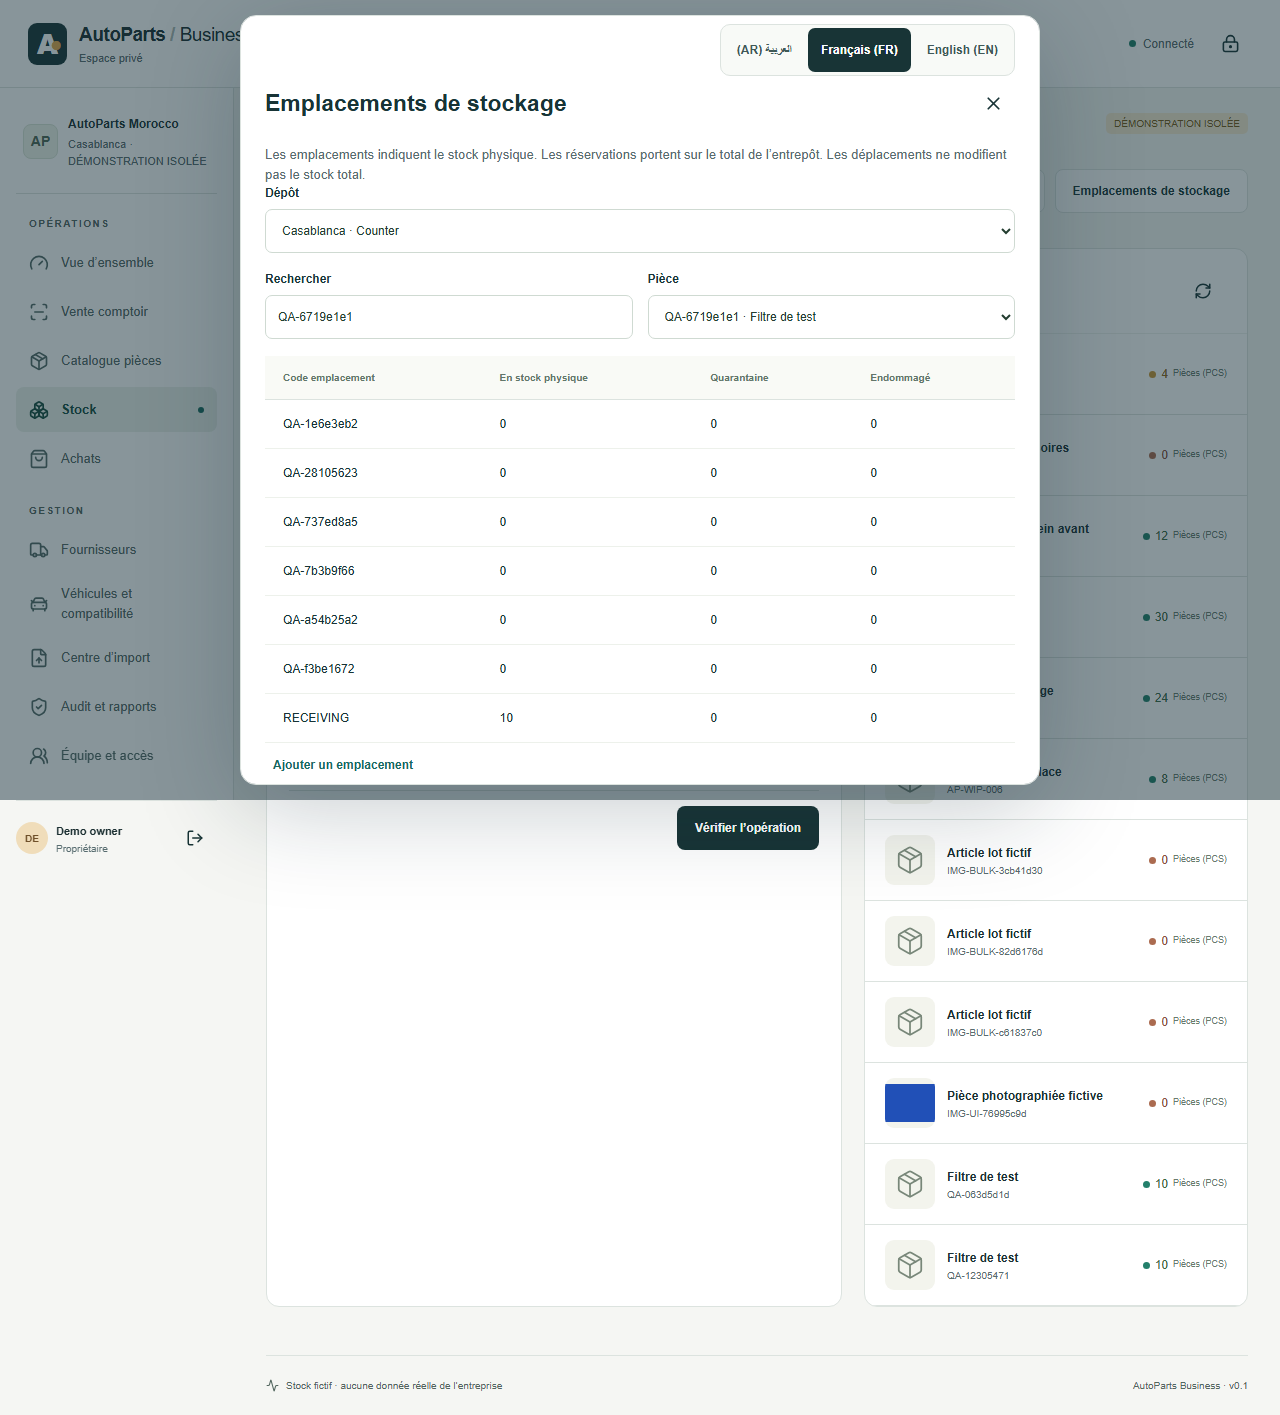 AutoParts / Busines
Espace privé
(AR) العربية
Français (FR)
English (EN)
Connecté
Emplacements de stockage
AP
AutoParts Morocco
Casablanca ·
DÉMONSTRATION ISOLÉE
DÉMONSTRATION ISOLÉE
Les emplacements indiquent le stock physique. Les réservations portent sur le total de l'entrepôt. Les déplacements ne modifient
pas le stock total.
Emplacements de stockage
Dépôt
Casablanca · Counter
OPÉRATIONS
Vue d'ensemble
Vente comptoir
Catalogue pièces
Stock
Achats
GESTION
Fournisseurs
Véhicules et
compatibilité
Centre d'import
Audit et rapports
Équipe et accès
DE
Demo owner
Propriétaire
Rechercher
Pièce
QA-6719e1e1
QA-6719e1e1 · Filtre de test
Code emplacement En stock physique Quarantaine Endommagé
QA-1e6e3eb2 0 0 0
QA-28105623 0 0 0
QA-737ed8a5 0 0 0
QA-7b3b9f66 0 0 0
QA-a54b25a2 0 0 0
QA-f3be1672 0 0 0
RECEIVING 10 0 0
Ajouter un emplacement
Vérifier l'opération
4 Pièces (PCS)
oires
0 Pièces (PCS)
ein avant
12 Pièces (PCS)
30 Pièces (PCS)
ge
24 Pièces (PCS)
lace
AP-WIP-006
8 Pièces (PCS)
Article lot fictif
IMG-BULK-3cb41d30
0 Pièces (PCS)
Article lot fictif
IMG-BULK-82d6176d
0 Pièces (PCS)
Article lot fictif
IMG-BULK-c61837c0
0 Pièces (PCS)
Pièce photographiée fictive
IMG-UI-76995c9d
0 Pièces (PCS)
Filtre de test
QA-063d5d1d
10 Pièces (PCS)
Filtre de test
QA-12305471
10 Pièces (PCS)
Stock fictif · aucune donnée réelle de l'entreprise
AutoParts Business · v0.1